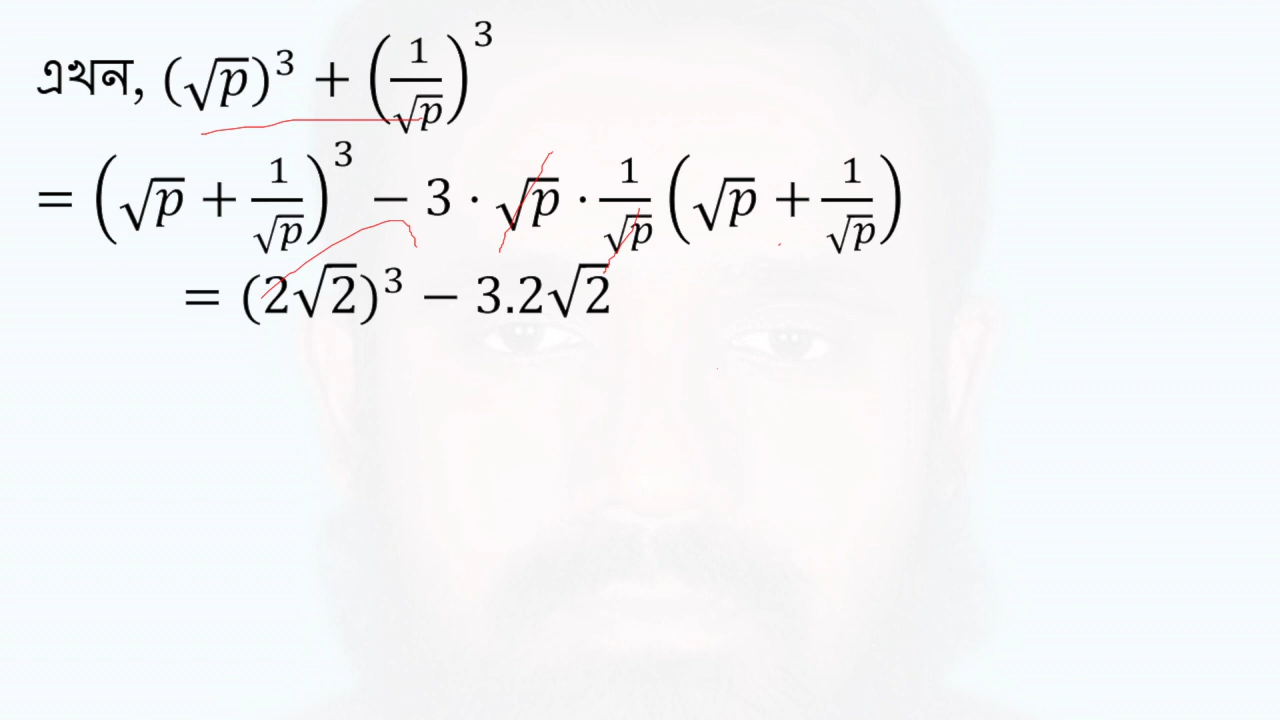 এখন, (√p)³ + (1/√p)³
= (√p + 1/√p)³ − 3 · √p · 1/√p (√p + 1/√p)
= (2√2)³ − 3.2√2